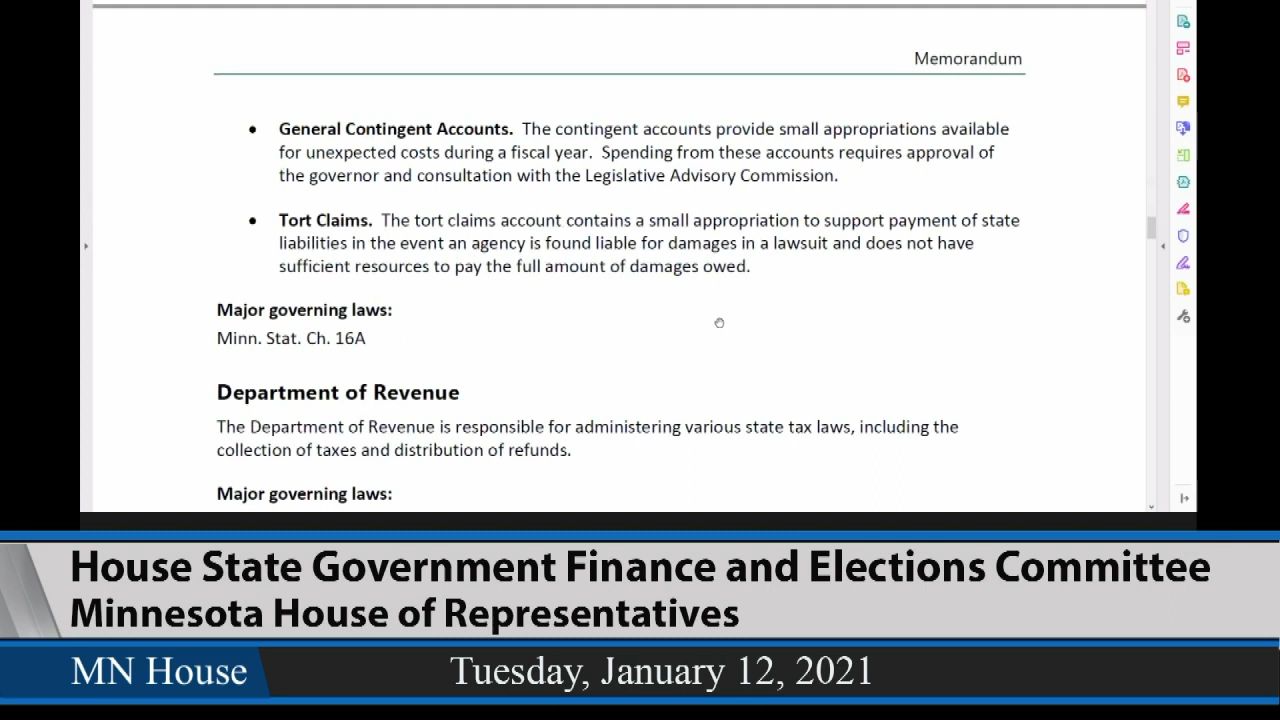 Memorandum
• General Contingent Accounts. The contingent accounts provide small appropriations available
for unexpected costs during a fiscal year. Spending from these accounts requires approval of
the governor and consultation with the Legislative Advisory Commission.
• Tort Claims. The tort claims account contains a small appropriation to support payment of state
liabilities in the event an agency is found liable for damages in a lawsuit and does not have
sufficient resources to pay the full amount of damages owed.
Major governing laws:
Minn. Stat. Ch. 16A
Department of Revenue
The Department of Revenue is responsible for administering various state tax laws, including the
collection of taxes and distribution of refunds.
Major governing laws:
House State Government Finance and Elections Committee
Minnesota House of Representatives
MN House
Tuesday, January 12, 2021